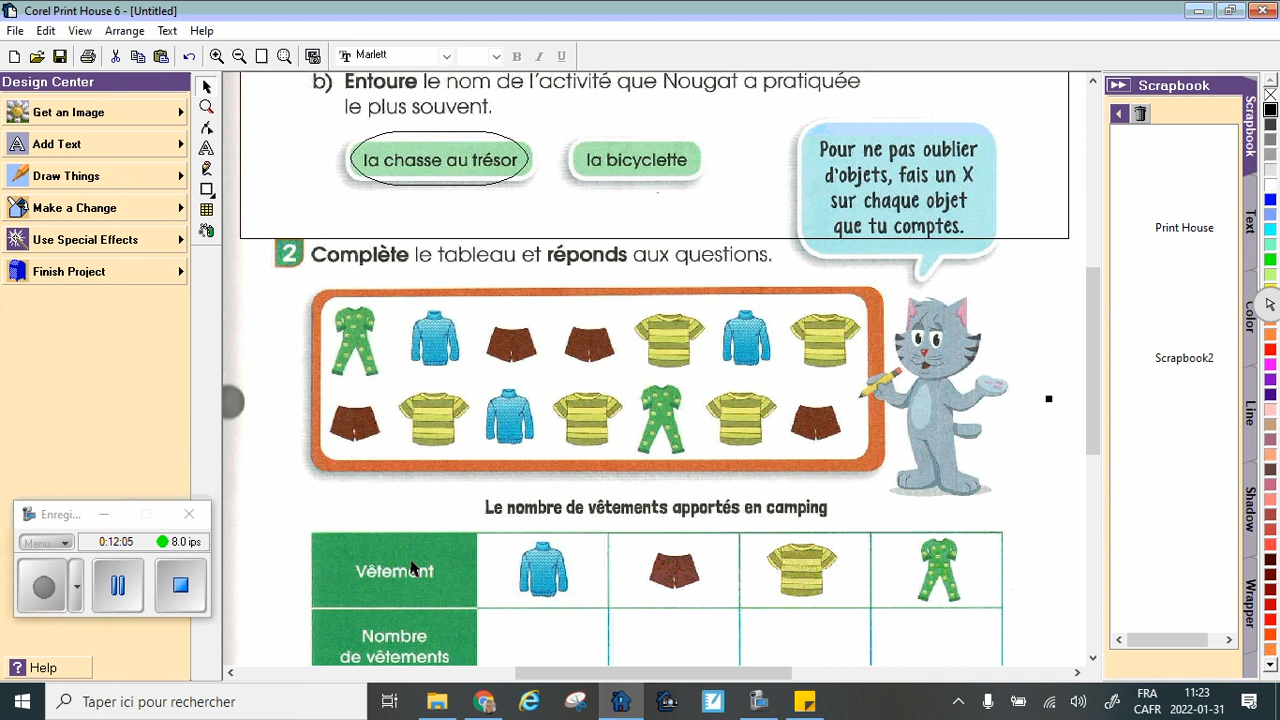 Corel Print House 6 - [Untitled]
File Edit View Arrange Text Help
Marlett
B I U
Design Center
Get an Image
Add Text
Draw Things
Make a Change
Use Special Effects
Finish Project
b) Entoure le nom de l'activité que Nougat a pratiquée
le plus souvent.
la chasse au trésor
la bicyclette
Pour ne pas oublier
d'objets, fais un X
sur chaque objet
que tu comptes.
2 Complète le tableau et réponds aux questions.
Le nombre de vêtements apportés en camping
Vêtement
Nombre
de vêtements
Scrapbook
Print House
Scrapbook2
Scrapbook
Text
Color
Line
Shadow
Wrapper
Enregi...
Menu
0:12:05
8.0 ips
Help
Taper ici pour rechercher
FRA
CAFR
11:23
2022-01-31